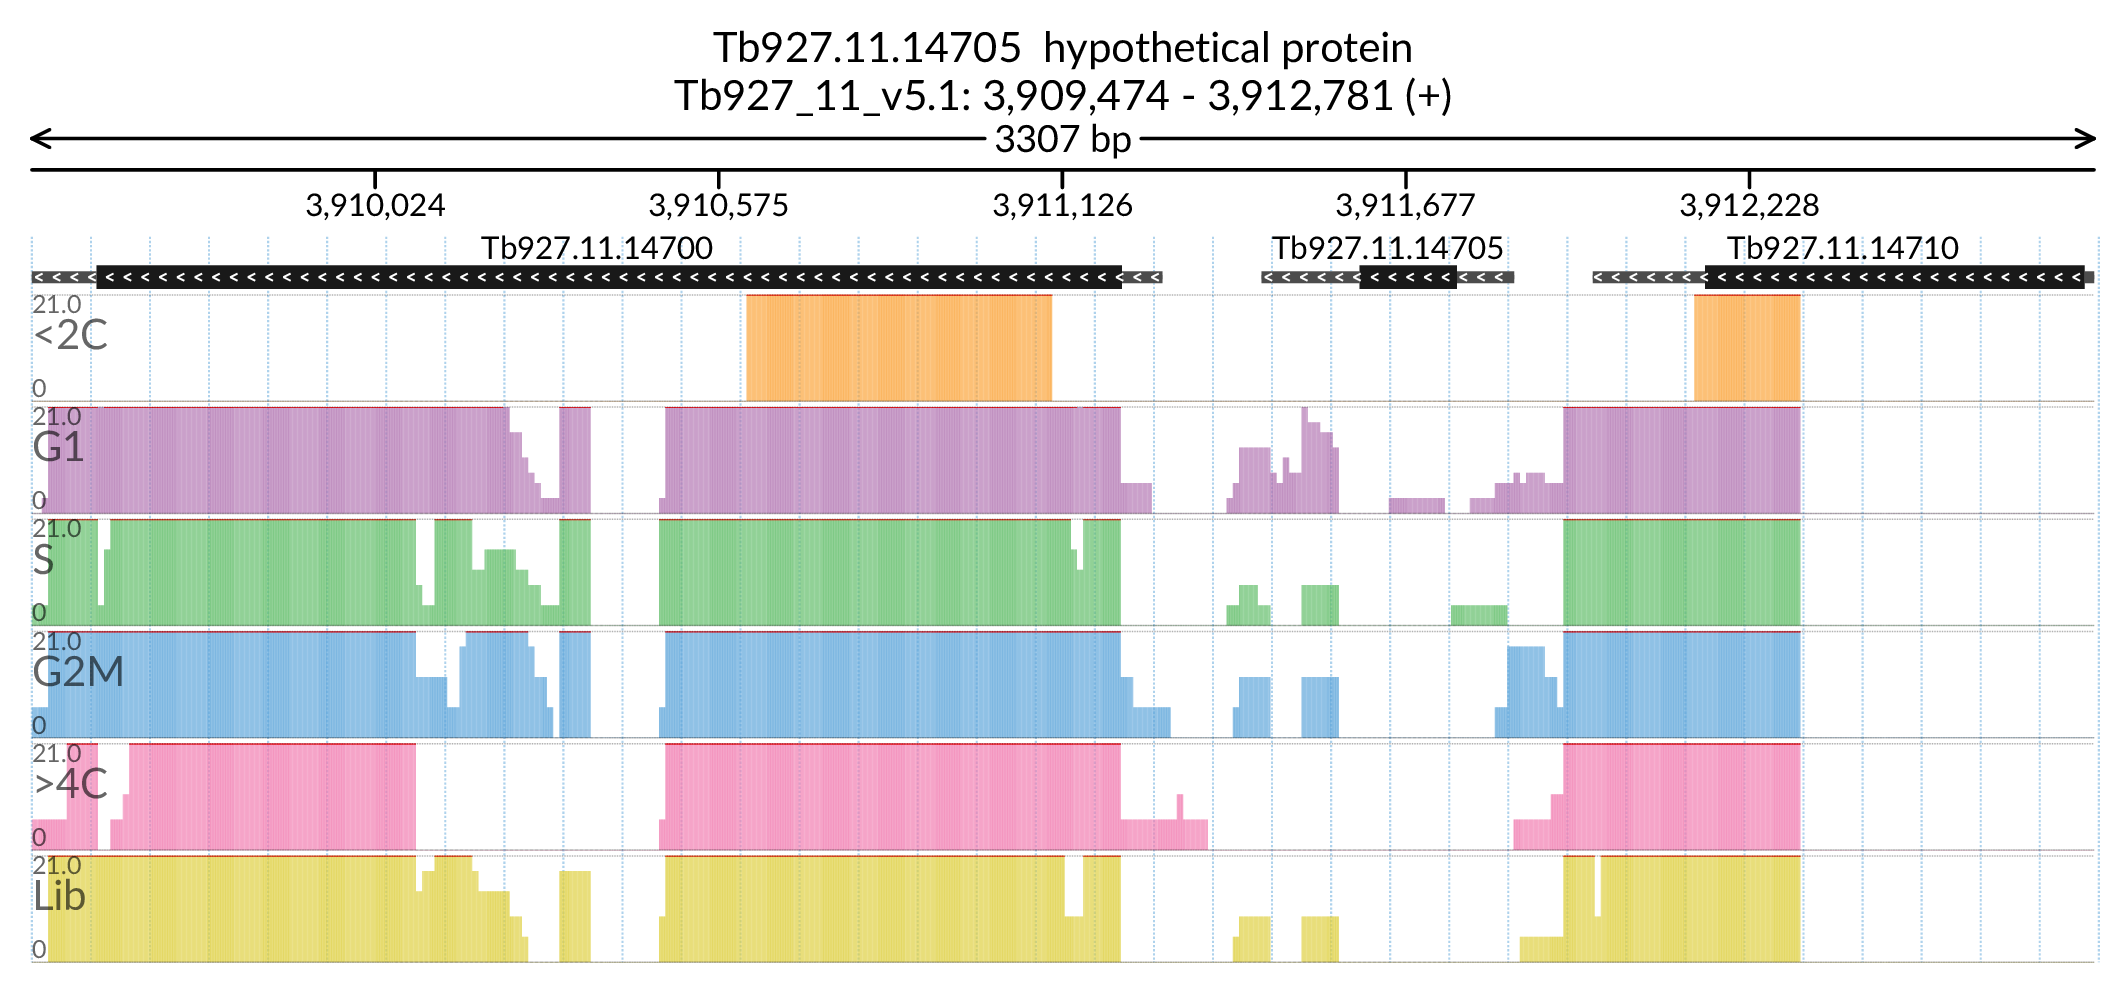 Tb927.11.14705 hypothetical protein
Tb927_11_v5.1: 3,909,474 - 3,912,781 (+)
3307 bp
3,910,024 3,910,575 3,911,126 3,911,677 3,912,228
Tb927.11.14700 Tb927.11.14705 Tb927.11.14710
21.0
<2C
0
21.0
G1
0
21.0
S
0
21.0
G2M
0
21.0
>4C
0
21.0
Lib
0